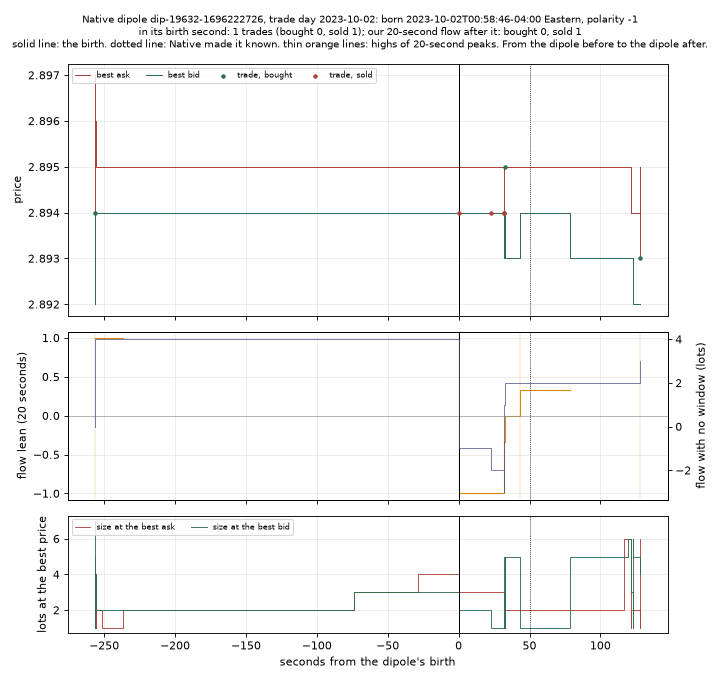 Native dipole dip-19632-1696222726, trade day 2023-10-02: born 2023-10-02T00:58:46-04:00 Eastern, polarity -1
in its birth second: 1 trades (bought 0, sold 1); our 20-second flow after it: bought 0, sold 1
solid line: the birth. dotted line: Native made it known. thin orange lines: highs of 20-second peaks. From the dipole before to the dipole after.
best ask best bid trade, bought trade, sold
2.897
2.896
2.895
2.894
2.893
2.892
price
1.0
0.5
0.0
−0.5
−1.0
flow lean (20 seconds)
4
2
0
−2
flow with no window (lots)
size at the best ask size at the best bid
6
4
2
lots at the best price
−250 −200 −150 −100 −50 0 50 100
seconds from the dipole's birth